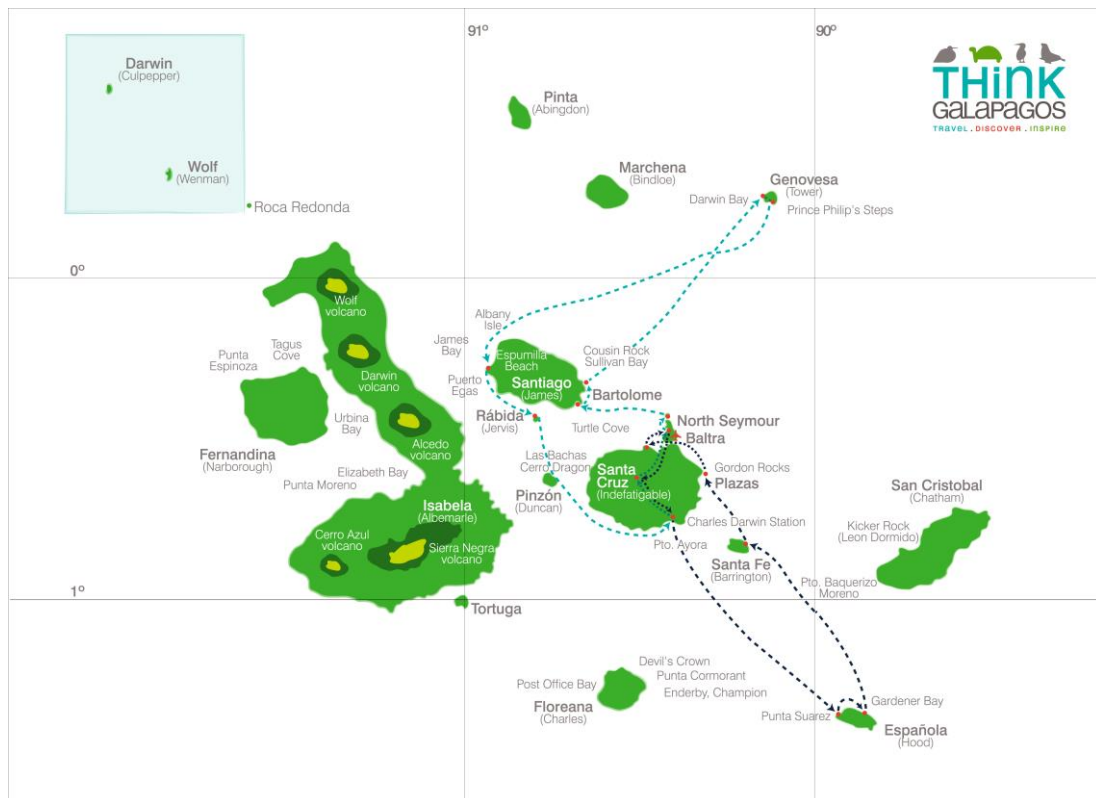 91º
90º
THiNK
GALAPAGOS
TRAVEL . DISCOVER . INSPIRE
Darwin
(Culpepper)
Wolf
(Wenman)
Roca Redonda
Pinta
(Abingdon)
Marchena
(Bindloe)
Genovesa
(Tower)
Darwin Bay
Prince Philip's Steps
0º
Wolf
volcano
Albany
Isle
James
Bay
Espumilla
Beach
Cousin Rock
Sullivan Bay
Tagus
Cove
Punta
Espinoza
Darwin
volcano
Puerto
Egas
Santiago
(James)
Bartolome
Urbina
Bay
Rábida
(Jervis)
Turtle Cove
North Seymour
Baltra
Alcedo
volcano
Fernandina
(Narborough)
Elizabeth Bay
Punta Moreno
Las Bachas
Cerro Dragon
Santa
Cruz
(Indefatigable)
Gordon Rocks
Plazas
Pinzón
(Duncan)
San Cristobal
(Chatham)
Isabela
(Albemarle)
Charles Darwin Station
Kicker Rock
(Leon Dormido)
Cerro Azul
volcano
Sierra Negra
volcano
Pto. Ayora
Santa Fe
(Barrington)
Pto. Baquerizo
Moreno
1º
Tortuga
Devil's Crown
Punta Cormorant
Enderby, Champion
Post Office Bay
Floreana
(Charles)
Gardener Bay
Punta Suarez
Española
(Hood)